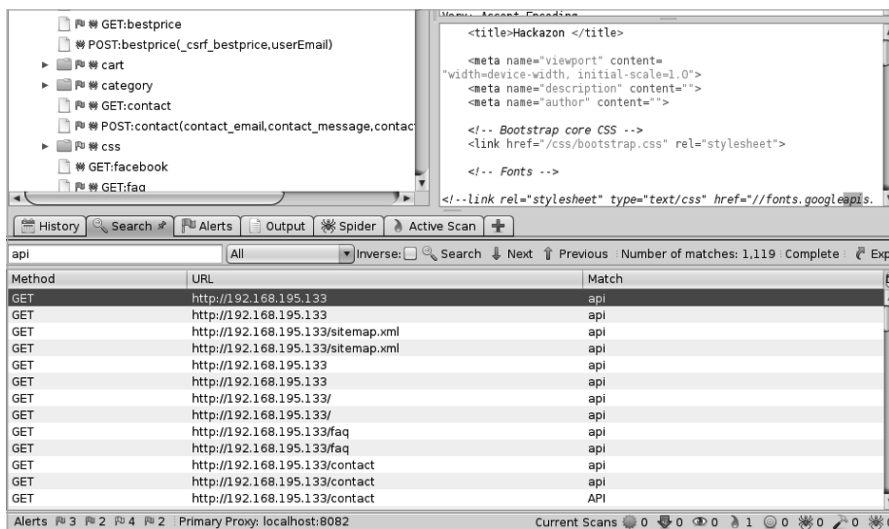 GET:bestprice
POST:bestprice(_csrf_bestprice,userEmail)
cart
category
GET:contact
POST:contact(contact_email,contact_message,contac
css
GET:facebook
GET:faq
Vary: Accept-Encoding
<title>Hackazon </title>
<meta name="viewport" content=
"width=device-width, initial-scale=1.0">
<meta name="description" content="">
<meta name="author" content="">
<!-- Bootstrap core CSS -->
<link href="/css/bootstrap.css" rel="stylesheet">
<!-- Fonts -->
<!--link rel="stylesheet" type="text/css" href="//fonts.googleapis.
History Search Alerts Output Spider Active Scan
api All Inverse: Search Next Previous Number of matches: 1,119 Complete Exp
Method URL Match
GET http://192.168.195.133 api
GET http://192.168.195.133 api
GET http://192.168.195.133/sitemap.xml api
GET http://192.168.195.133/sitemap.xml api
GET http://192.168.195.133 api
GET http://192.168.195.133 api
GET http://192.168.195.133/ api
GET http://192.168.195.133/ api
GET http://192.168.195.133/faq api
GET http://192.168.195.133/faq api
GET http://192.168.195.133/contact api
GET http://192.168.195.133/contact api
GET http://192.168.195.133/contact API
Alerts 3 2 4 2 Primary Proxy: localhost:8082 Current Scans 0 0 0 1 0 0 0